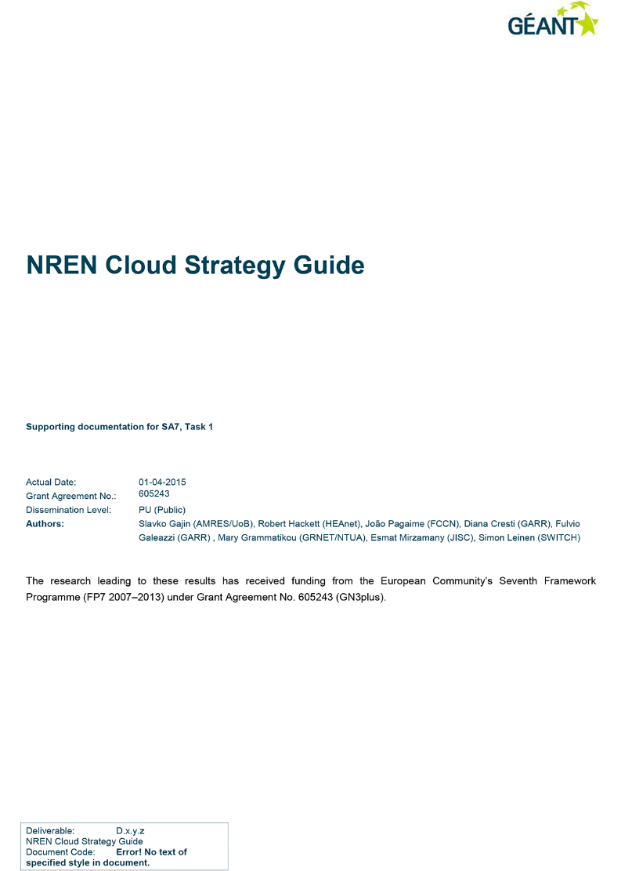 GÉANT
NREN Cloud Strategy Guide
Supporting documentation for SA7, Task 1
Actual Date: 01-04-2015
Grant Agreement No.: 605243
Dissemination Level: PU (Public)
Authors: Slavko Gajin (AMRES/UoB), Robert Hackett (HEAnet), João Pagaime (FCCN), Diana Cresti (GARR), Fulvio
Galeazzi (GARR) , Mary Grammatikou (GRNET/NTUA), Esmat Mirzamany (JISC), Simon Leinen (SWITCH)
The research leading to these results has received funding from the European Community's Seventh Framework
Programme (FP7 2007–2013) under Grant Agreement No. 605243 (GN3plus).
Deliverable: D.x.y.z
NREN Cloud Strategy Guide
Document Code: Error! No text of
specified style in document.